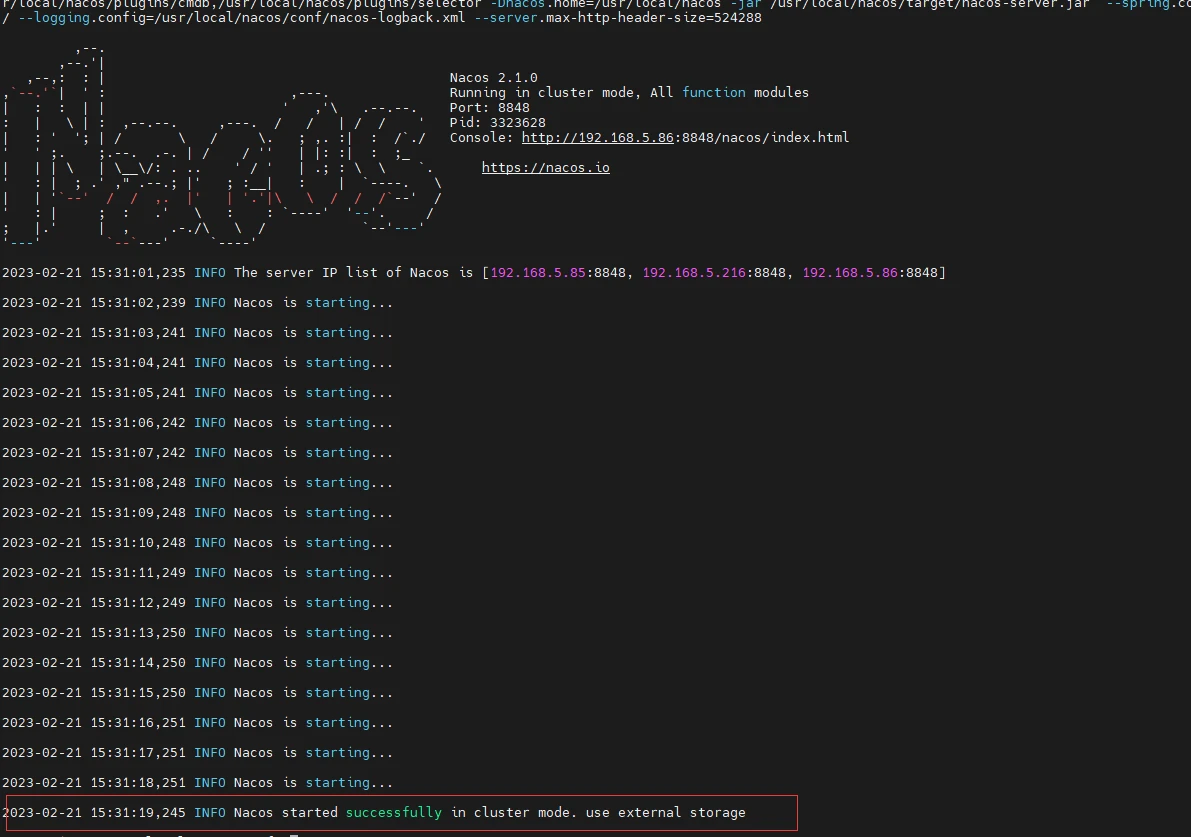 r/local/nacos/plugins/cmdb,/usr/local/nacos/plugins/selector -Dnacos.home=/usr/local/nacos -jar /usr/local/nacos/target/nacos-server.jar  --spring.co
/ --logging.config=/usr/local/nacos/conf/nacos-logback.xml --server.max-http-header-size=524288
Nacos 2.1.0
Running in cluster mode, All function modules
Port: 8848
Pid: 3323628
Console: http://192.168.5.86:8848/nacos/index.html
https://nacos.io
2023-02-21 15:31:01,235 INFO The server IP list of Nacos is [192.168.5.85:8848, 192.168.5.216:8848, 192.168.5.86:8848]
2023-02-21 15:31:02,239 INFO Nacos is starting...
2023-02-21 15:31:03,241 INFO Nacos is starting...
2023-02-21 15:31:04,241 INFO Nacos is starting...
2023-02-21 15:31:05,241 INFO Nacos is starting...
2023-02-21 15:31:06,242 INFO Nacos is starting...
2023-02-21 15:31:07,242 INFO Nacos is starting...
2023-02-21 15:31:08,248 INFO Nacos is starting...
2023-02-21 15:31:09,248 INFO Nacos is starting...
2023-02-21 15:31:10,248 INFO Nacos is starting...
2023-02-21 15:31:11,249 INFO Nacos is starting...
2023-02-21 15:31:12,249 INFO Nacos is starting...
2023-02-21 15:31:13,250 INFO Nacos is starting...
2023-02-21 15:31:14,250 INFO Nacos is starting...
2023-02-21 15:31:15,250 INFO Nacos is starting...
2023-02-21 15:31:16,251 INFO Nacos is starting...
2023-02-21 15:31:17,251 INFO Nacos is starting...
2023-02-21 15:31:18,251 INFO Nacos is starting...
2023-02-21 15:31:19,245 INFO Nacos started successfully in cluster mode. use external storage